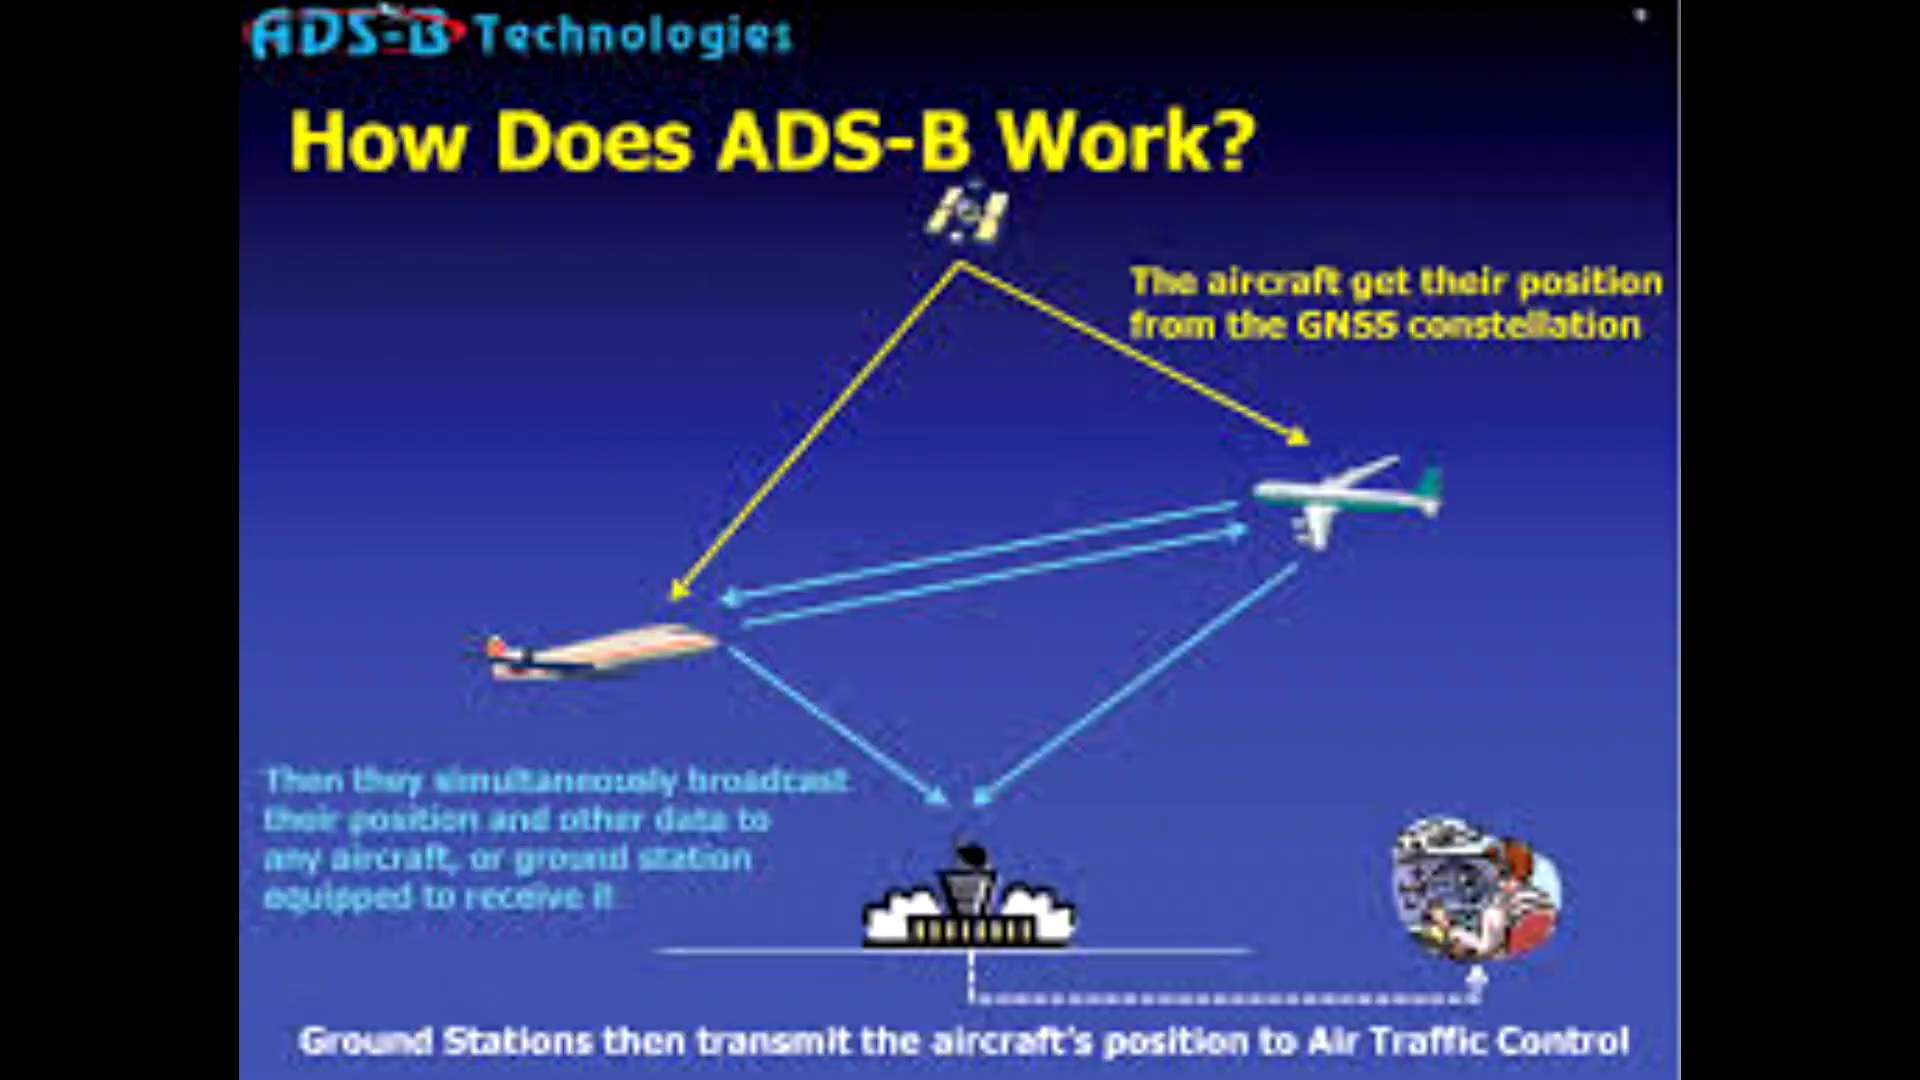 ADS-B Technologies
How Does ADS-B Work?
The aircraft get their position
from the GNSS constellation
Then they simultaneously broadcast
their position and other data to
any aircraft, or ground station
equipped to receive it
Ground Stations then transmit the aircraft's position to Air Traffic Control